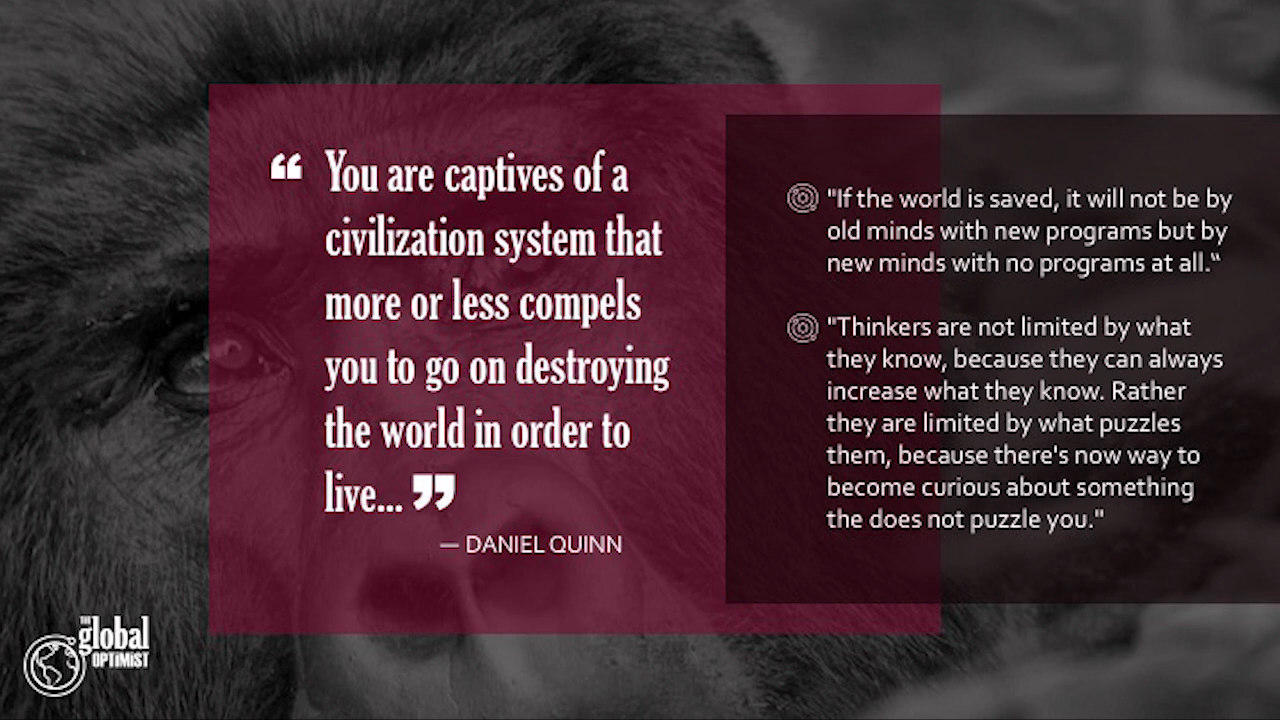 “ You are captives of a
civilization system that
more or less compels
you to go on destroying
the world in order to
live... ”
— DANIEL QUINN
"If the world is saved, it will not be by
old minds with new programs but by
new minds with no programs at all.“
"Thinkers are not limited by what
they know, because they can always
increase what they know. Rather
they are limited by what puzzles
them, because there's now way to
become curious about something
the does not puzzle you."
THE
global
OPTIMIST